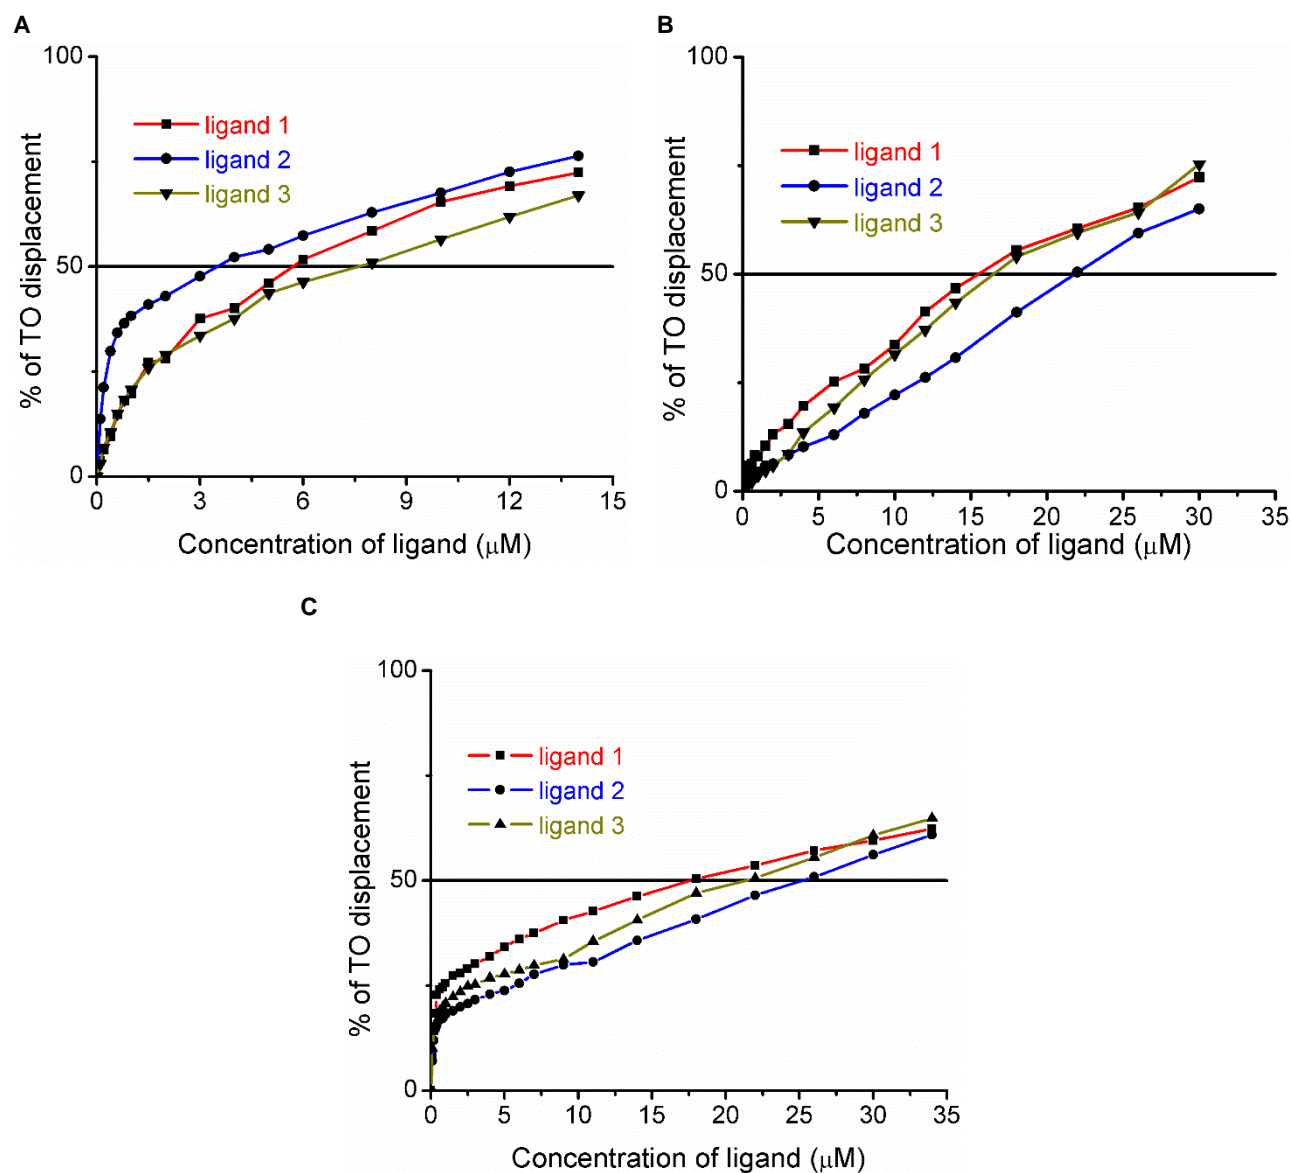 A
100
50
0
0 3 6 9 12 15
% of TO displacement
Concentration of ligand (μM)
ligand 1
ligand 2
ligand 3
B
100
50
0
0 5 10 15 20 25 30 35
% of TO displacement
Concentration of ligand (μM)
ligand 1
ligand 2
ligand 3
C
100
50
0
0 5 10 15 20 25 30 35
% of TO displacement
Concentration of ligand (μM)
ligand 1
ligand 2
ligand 3